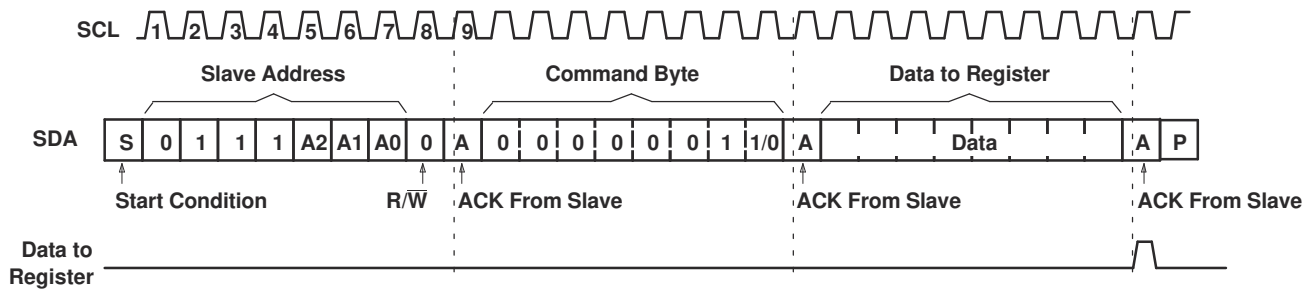 SCL 1 2 3 4 5 6 7 8 9
Slave Address Command Byte Data to Register
SDA S 0 1 1 1 A2 A1 A0 0 A 0 0 0 0 0 0 1 1/0 A Data A P
Start Condition R/W̅ ACK From Slave ACK From Slave ACK From Slave
Data to
Register